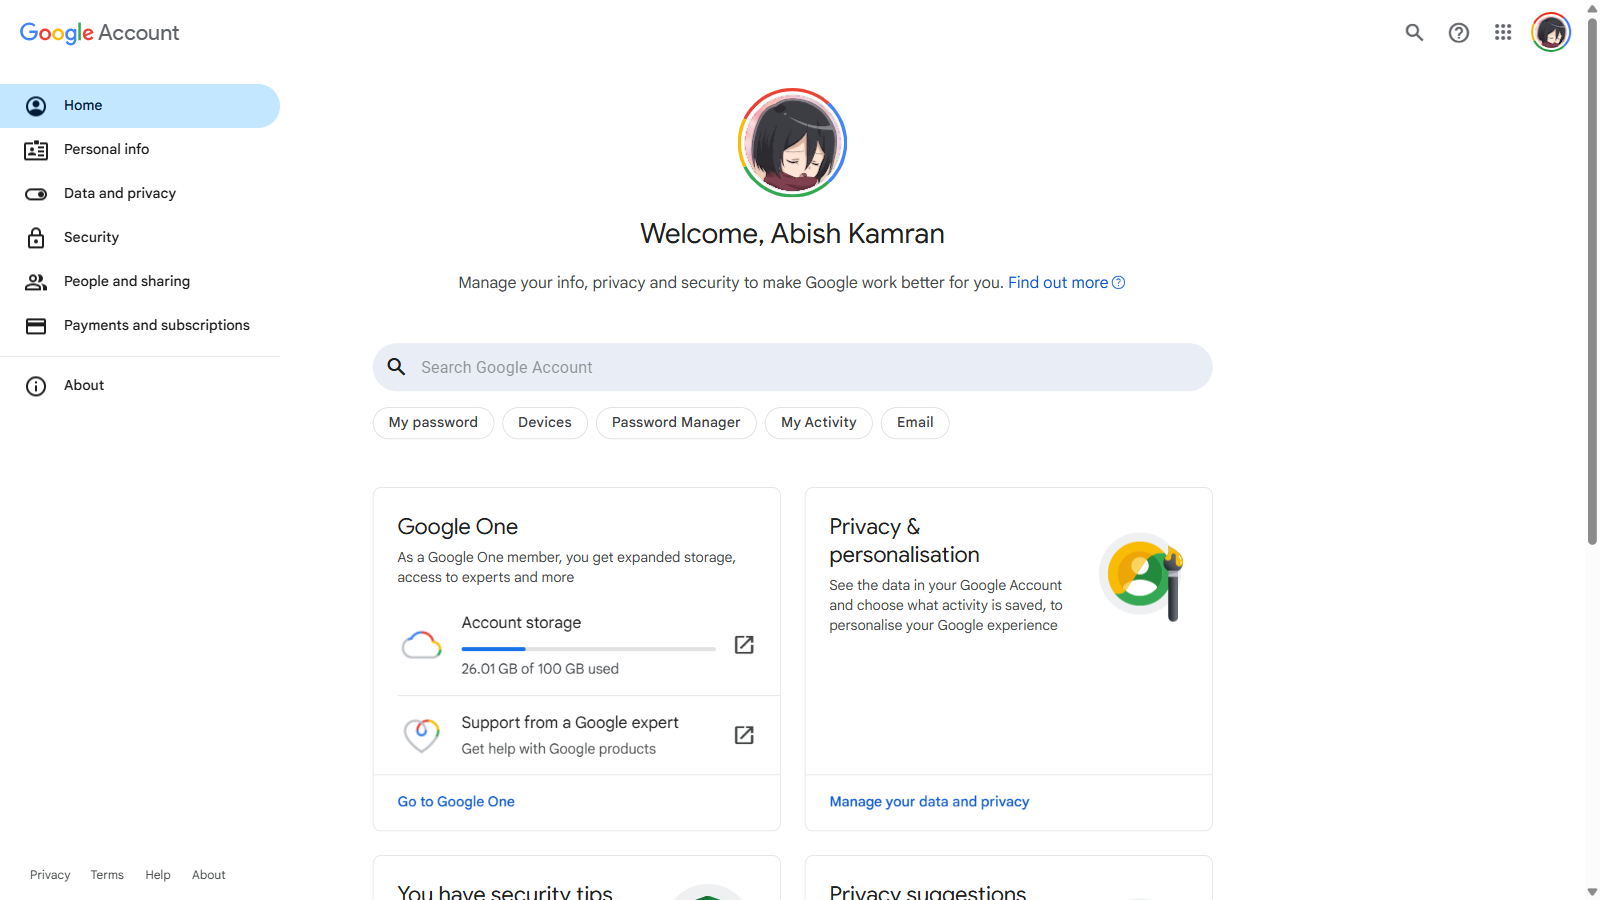 Google Account
Home
Personal info
Data and privacy
Security
People and sharing
Payments and subscriptions
About
Welcome, Abish Kamran
Manage your info, privacy and security to make Google work better for you. Find out more
Search Google Account
My password
Devices
Password Manager
My Activity
Email
Google One
As a Google One member, you get expanded storage,
access to experts and more
Account storage
26.01 GB of 100 GB used
Support from a Google expert
Get help with Google products
Go to Google One
Privacy &
personalisation
See the data in your Google Account
and choose what activity is saved, to
personalise your Google experience
Manage your data and privacy
You have security tips
Privacy suggestions
Privacy
Terms
Help
About